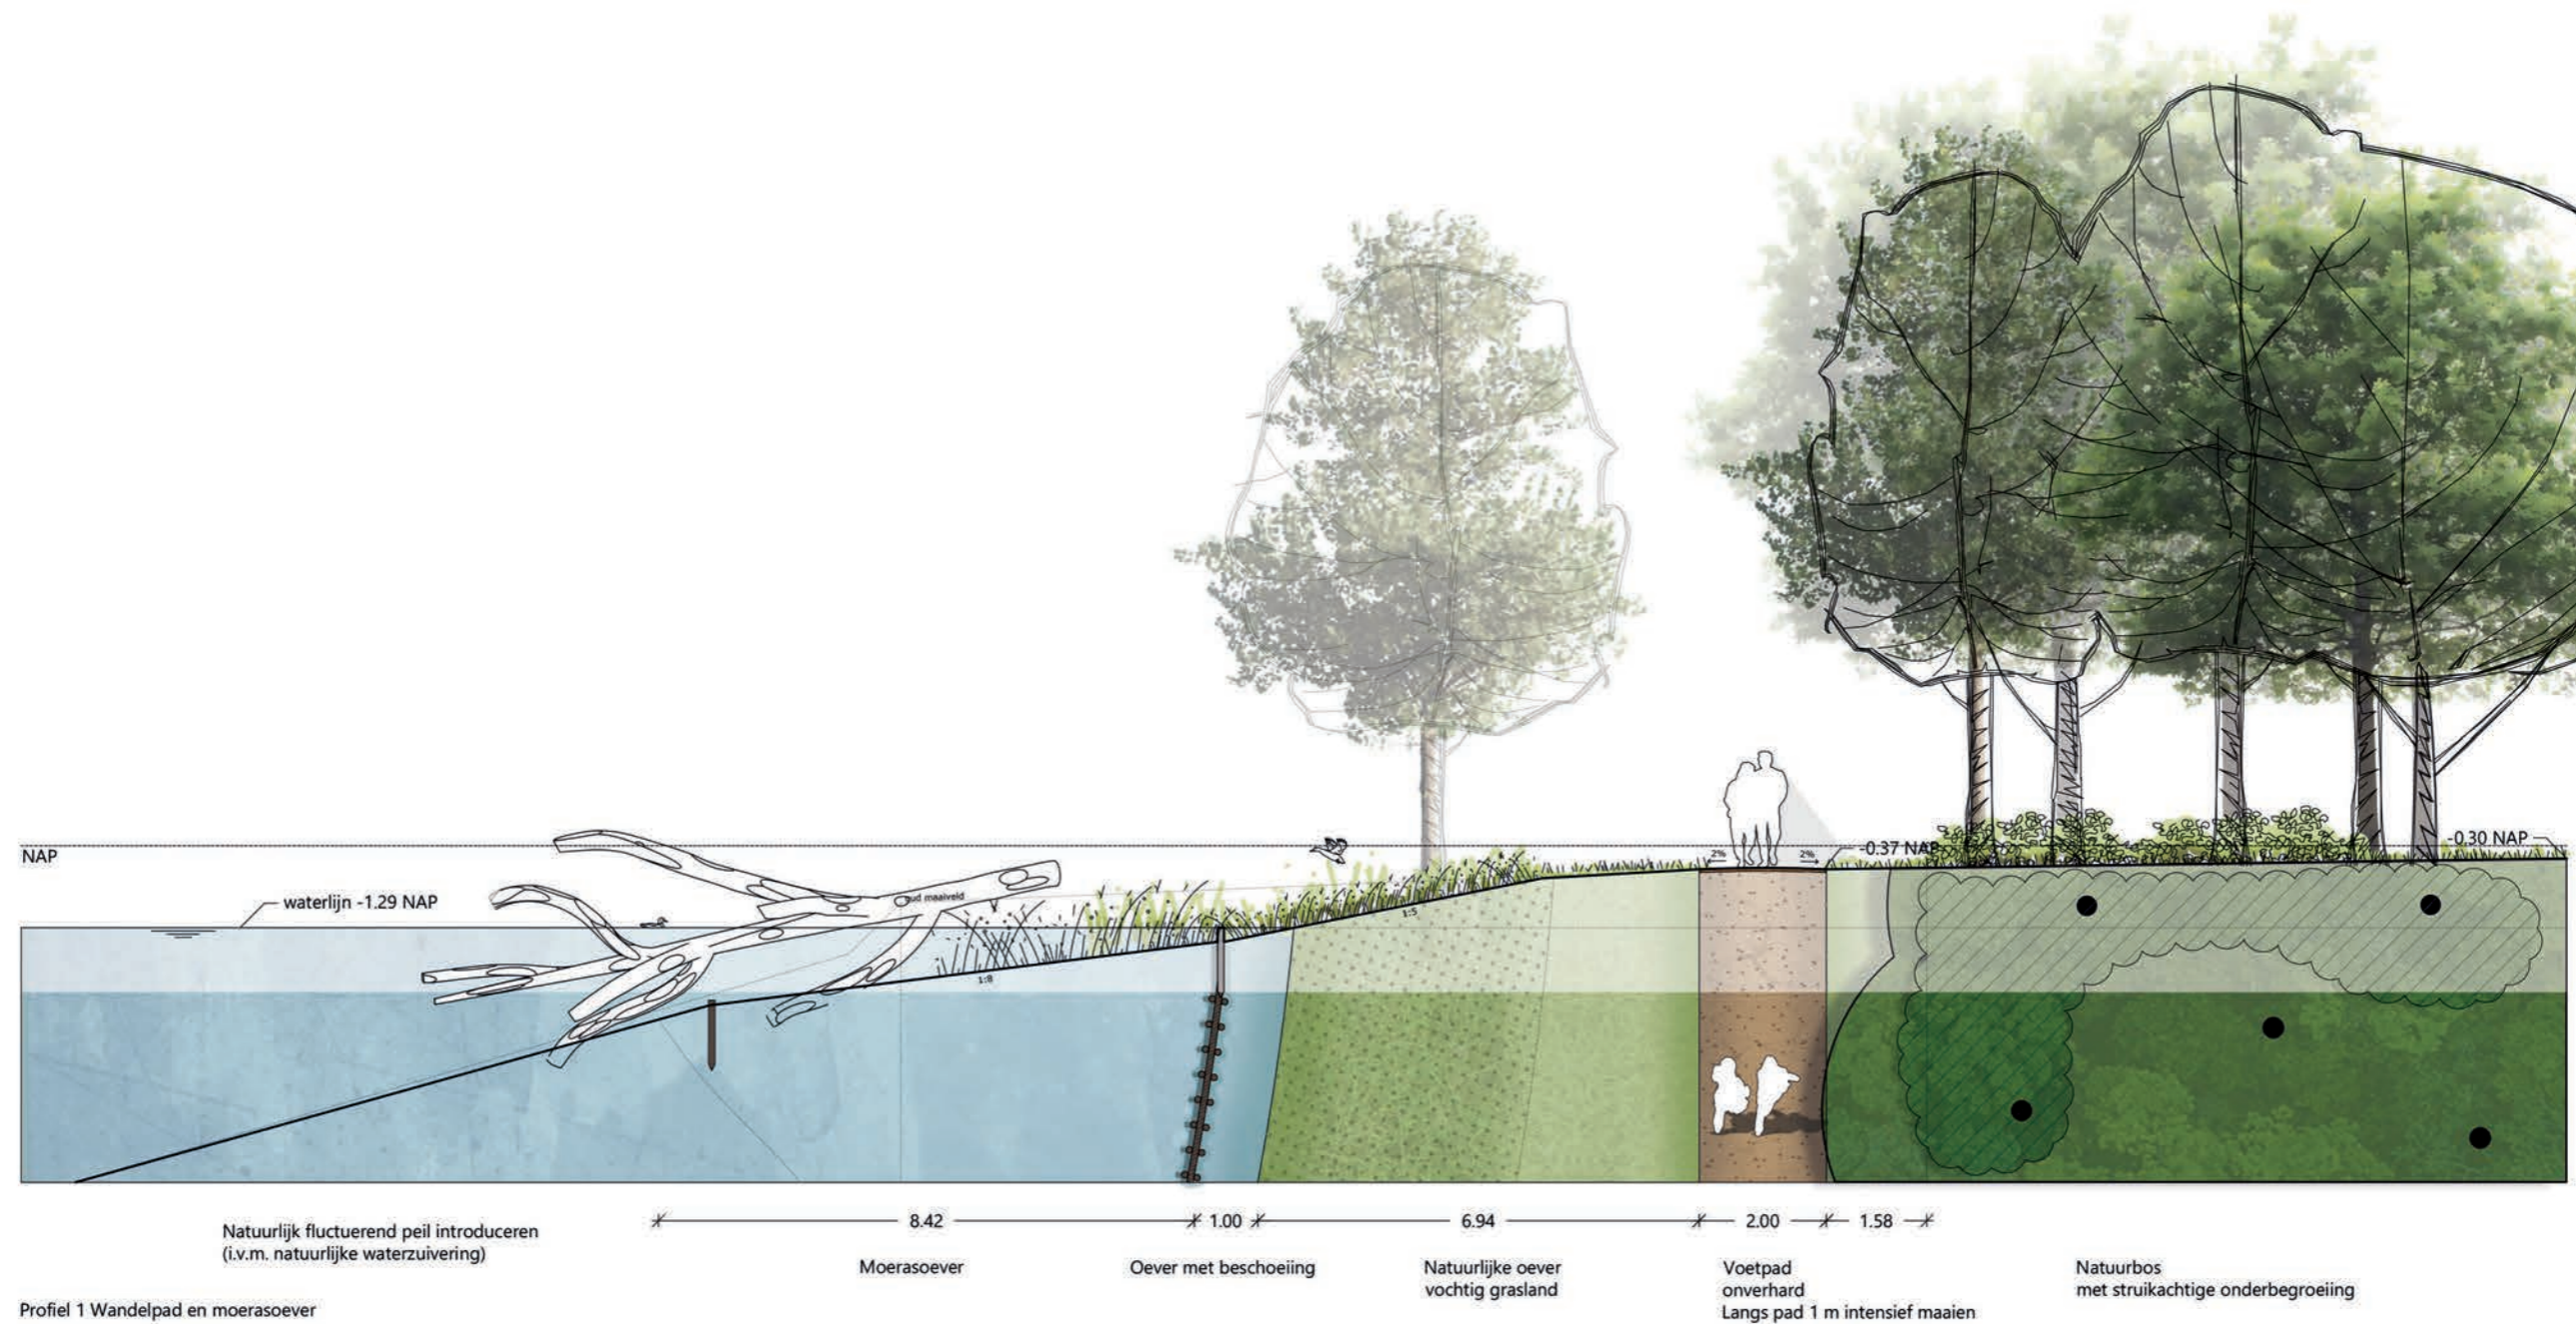 NAP
waterlijn -1.29 NAP
oud maaiveld
1:8
1:5
2%
2%
-0.37 NAP
-0.30 NAP
8.42
1.00
6.94
2.00
1.58
Natuurlijk fluctuerend peil introduceren
(i.v.m. natuurlijke waterzuivering)
Moerasoever
Oever met beschoeiing
Natuurlijke oever
vochtig grasland
Voetpad
onverhard
Langs pad 1 m intensief maaien
Natuurbos
met struikachtige onderbegroeiing
Profiel 1 Wandelpad en moerasoever